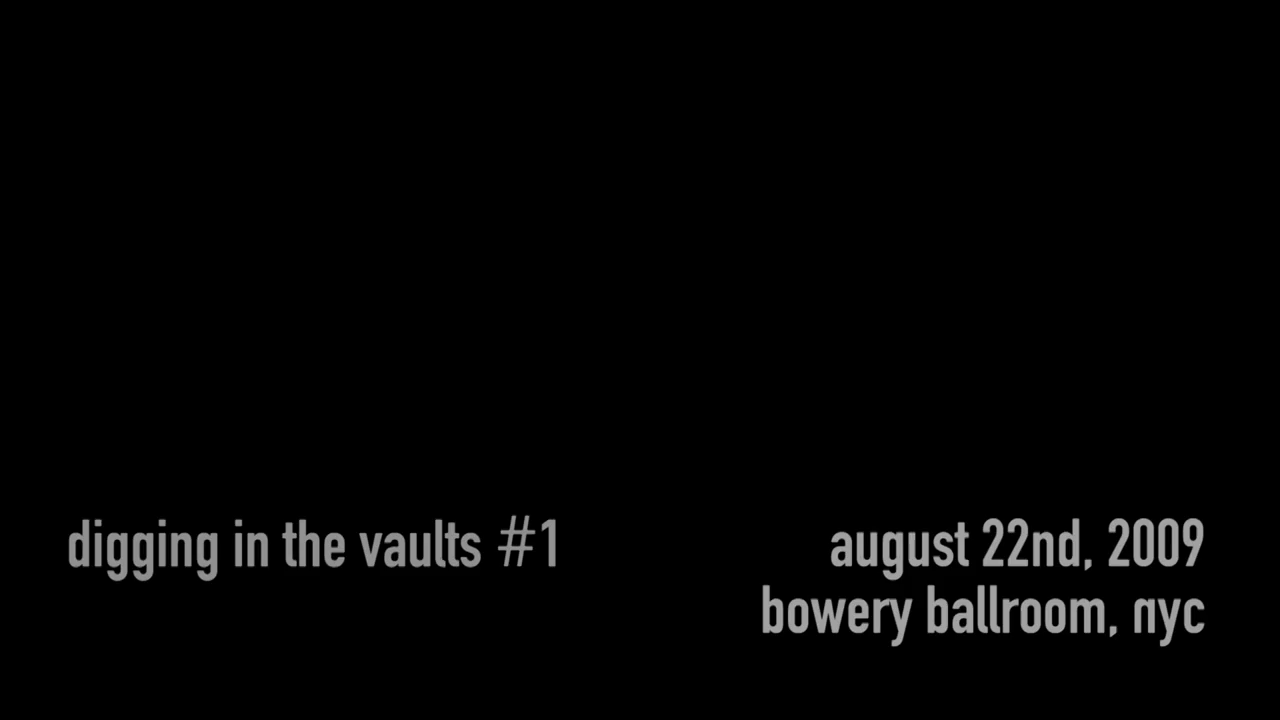 digging in the vaults #1
august 22nd, 2009
bowery ballroom, nyc